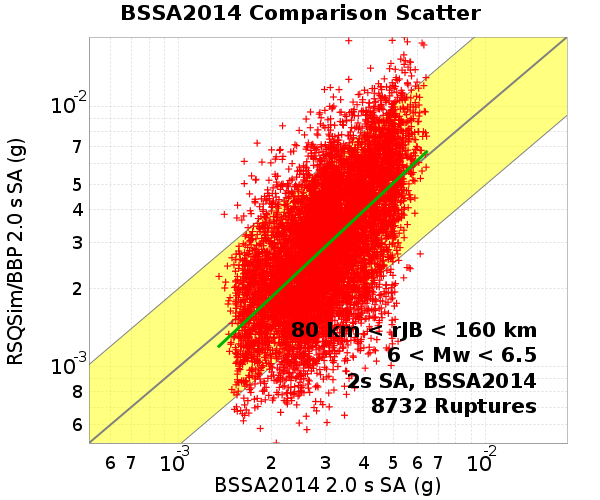 BSSA2014 Comparison Scatter
RSQSim/BBP 2.0 s SA (g)
10-2
7
5
4
3
2
10-3
8
6
80 km < rJB < 160 km
6 < Mw < 6.5
2s SA, BSSA2014
8732 Ruptures
6 7 10-3 2 3 4 5 6 7 10-2
BSSA2014 2.0 s SA (g)